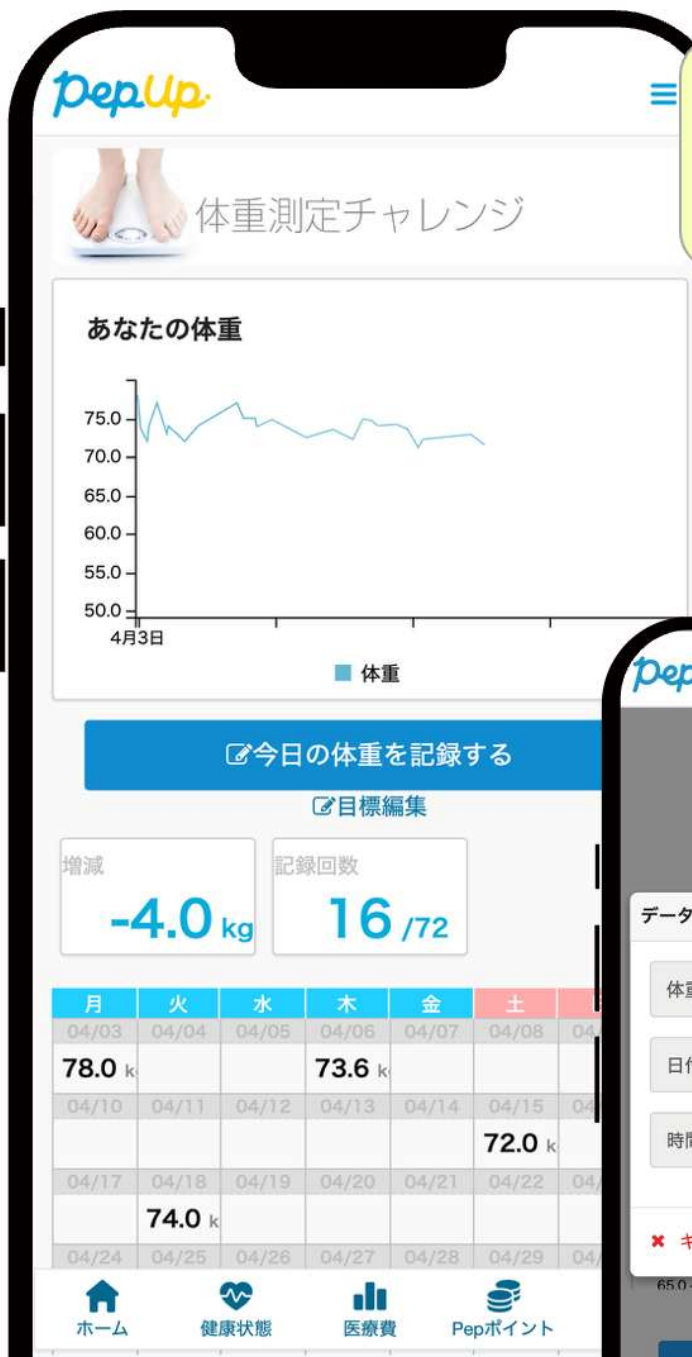 PepUp
体重測定チャレンジ
あなたの体重
75.0
70.0
65.0
60.0
55.0
50.0
4月3日
体重
今日の体重を記録する
目標編集
増減
-4.0 kg
記録回数
16 /72
月 火 水 木 金 土
04/03 04/04 04/05 04/06 04/07 04/08
78.0 k 73.6 k
04/10 04/11 04/12 04/13 04/14 04/15
72.0 k
04/17 04/18 04/19 04/20 04/21 04/22
74.0 k
04/24 04/25 04/26 04/27 04/28 04/29
ホーム 健康状態 医療費 Pepポイント
Pep
データ
体重
日付
時間
キ
65.0